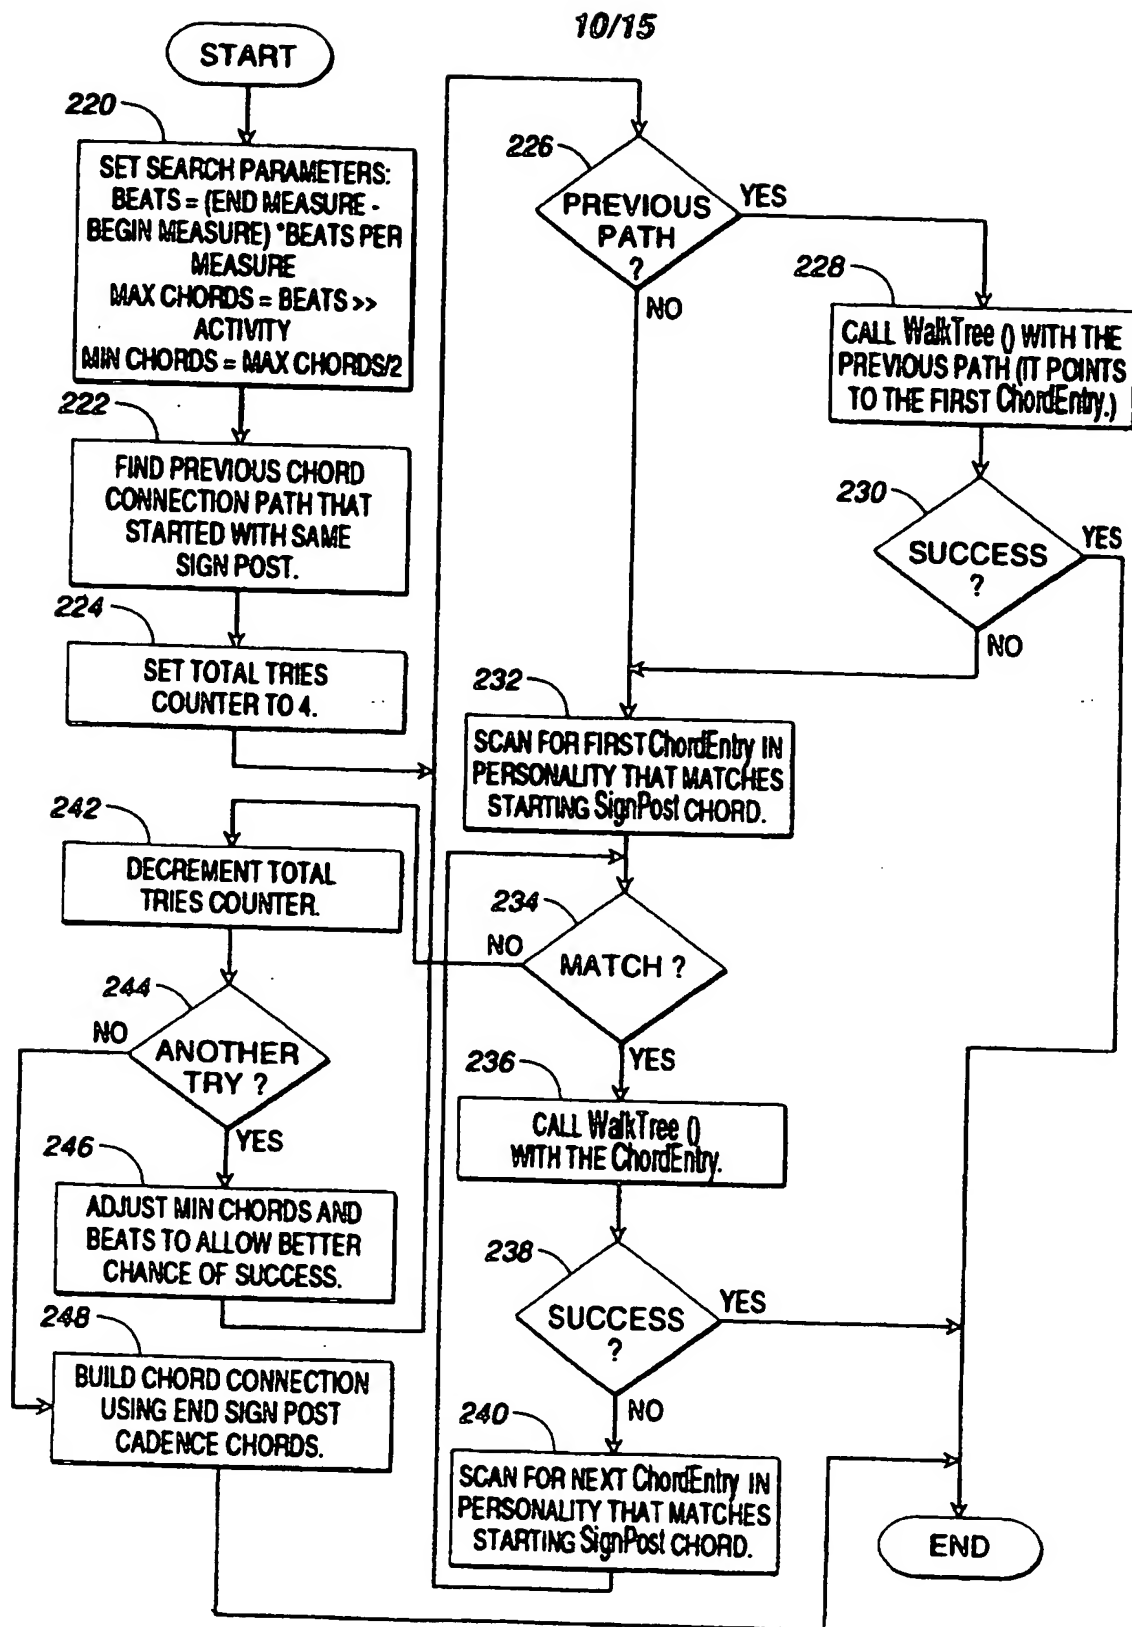 10/15
START
220
SET SEARCH PARAMETERS:
BEATS = (END MEASURE -
BEGIN MEASURE) *BEATS PER
MEASURE
MAX CHORDS = BEATS >>
ACTIVITY
MIN CHORDS = MAX CHORDS/2
222
FIND PREVIOUS CHORD
CONNECTION PATH THAT
STARTED WITH SAME
SIGN POST.
224
SET TOTAL TRIES
COUNTER TO 4.
226
PREVIOUS
PATH
?
YES
NO
228
CALL WalkTree () WITH THE
PREVIOUS PATH (IT POINTS
TO THE FIRST ChordEntry.)
230
SUCCESS
?
YES
NO
232
SCAN FOR FIRST ChordEntry IN
PERSONALITY THAT MATCHES
STARTING SignPost CHORD.
234
MATCH ?
NO
YES
236
CALL WalkTree ()
WITH THE ChordEntry.
238
SUCCESS
?
YES
NO
240
SCAN FOR NEXT ChordEntry IN
PERSONALITY THAT MATCHES
STARTING SignPost CHORD.
242
DECREMENT TOTAL
TRIES COUNTER.
244
ANOTHER
TRY ?
NO
YES
246
ADJUST MIN CHORDS AND
BEATS TO ALLOW BETTER
CHANCE OF SUCCESS.
248
BUILD CHORD CONNECTION
USING END SIGN POST
CADENCE CHORDS.
END